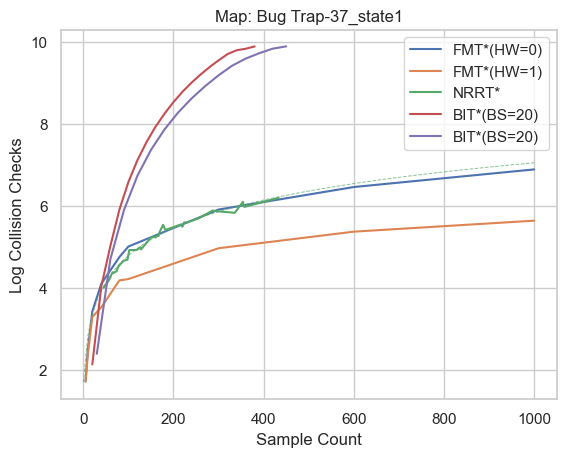 Map: Bug Trap-37_state1
FMT*(HW=0)
FMT*(HW=1)
NRRT*
BIT*(BS=20)
BIT*(BS=20)
Log Collision Checks
10
8
6
4
2
0
200
400
600
800
1000
Sample Count